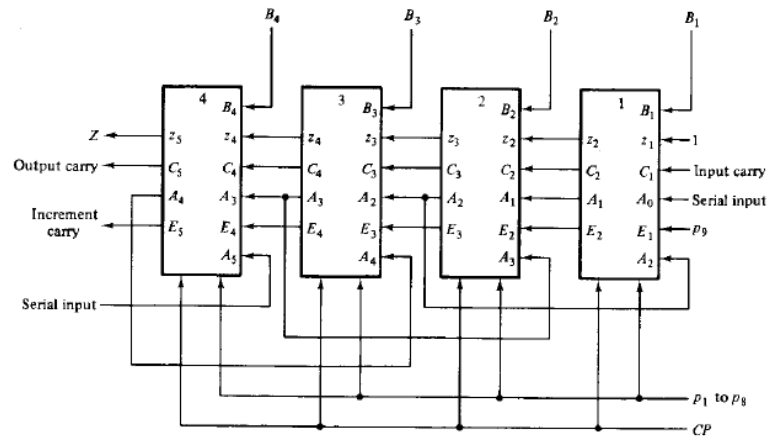 B₄ B₃ B₂ B₁
4 3 2 1
B₄ B₃ B₂ B₁
Z z₅ z₄ z₄ z₃ z₃ z₂ z₂ z₁ 1
Output carry C₅ C₄ C₄ C₃ C₃ C₂ C₂ C₁ Input carry
A₄ A₃ A₃ A₂ A₂ A₁ A₁ A₀ Serial input
Increment
carry
E₅ E₄ E₄ E₃ E₃ E₂ E₂ E₁ p₉
A₅ A₄ A₃ A₂
Serial input
p₁ to p₈
CP